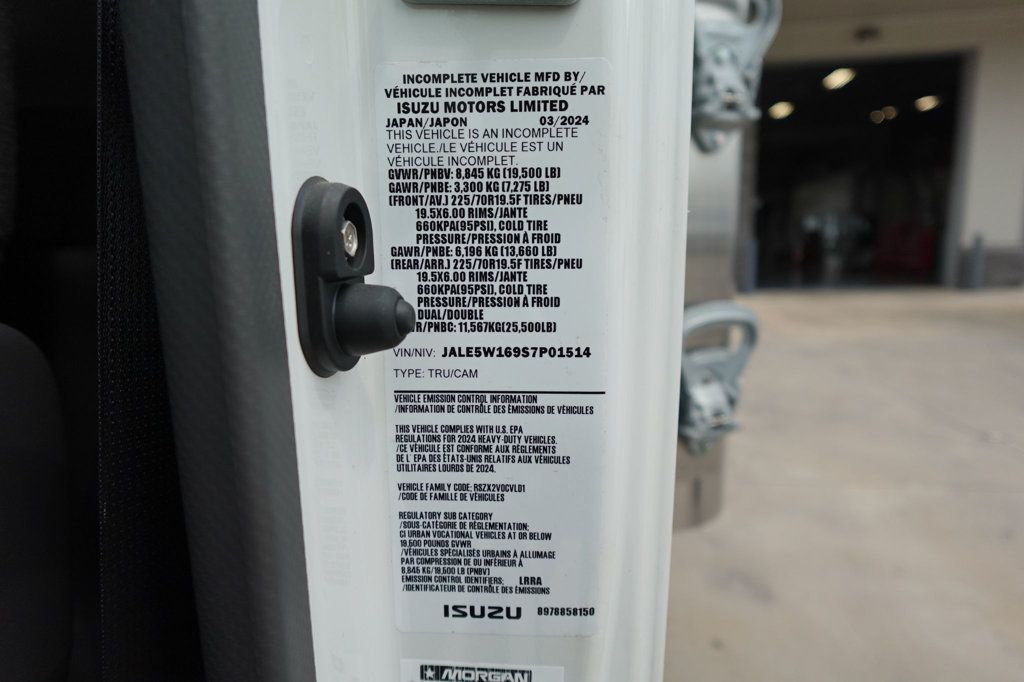 INCOMPLETE VEHICLE MFD BY/
VÉHICULE INCOMPLET FABRIQUÉ PAR
ISUZU MOTORS LIMITED
JAPAN/JAPON 03/2024
THIS VEHICLE IS AN INCOMPLETE
VEHICLE./LE VÉHICULE EST UN
VÉHICULE INCOMPLET.
GVWR/PNBV: 8,845 KG (19,500 LB)
GAWR/PNBE: 3,300 KG (7,275 LB)
(FRONT/AV.) 225/70R19.5F TIRES/PNEU
19.5X6.00 RIMS/JANTE
660KPA(95PSI), COLD TIRE
PRESSURE/PRESSION À FROID
GAWR/PNBE: 6,196 KG (13,660 LB)
(REAR/ARR.) 225/70R19.5F TIRES/PNEU
19.5X6.00 RIMS/JANTE
660KPA(95PSI), COLD TIRE
PRESSURE/PRESSION À FROID
DUAL/DOUBLE
R/PNBC: 11,567KG(25,500LB)
VIN/NIV: JALE5W169S7P01514
TYPE: TRU/CAM
VEHICLE EMISSION CONTROL INFORMATION
/INFORMATION DE CONTRÔLE DES ÉMISSIONS DE VÉHICULES
THIS VEHICLE COMPLIES WITH U.S. EPA
REGULATIONS FOR 2024 HEAVY-DUTY VEHICLES.
/CE VÉHICULE EST CONFORME AUX RÈGLEMENTS
DE L' EPA DES ÉTATS-UNIS RELATIFS AUX VÉHICULES
UTILITAIRES LOURDS DE 2024.
VEHICLE FAMILY CODE; RSZX2VOCVLD1
/CODE DE FAMILLE DE VÉHICULES
REGULATORY SUB CATEGORY
/SOUS-CATÉGORIE DE RÉGLEMENTATION;
CI URBAN VOCATIONAL VEHICLES AT OR BELOW
19,500 POUNDS GVWR
/VÉHICULES SPÉCIALISÉS URBAINS À ALLUMAGE
PAR COMPRESSION DE OU INFÉRIEUR À
8,845 KG/19,500 LB (PNBV)
EMISSION CONTROL IDENTIFIERS; LRRA
/IDENTIFICATEUR DE CONTRÔLE DES ÉMISSIONS
ISUZU 8978858150
MORGAN